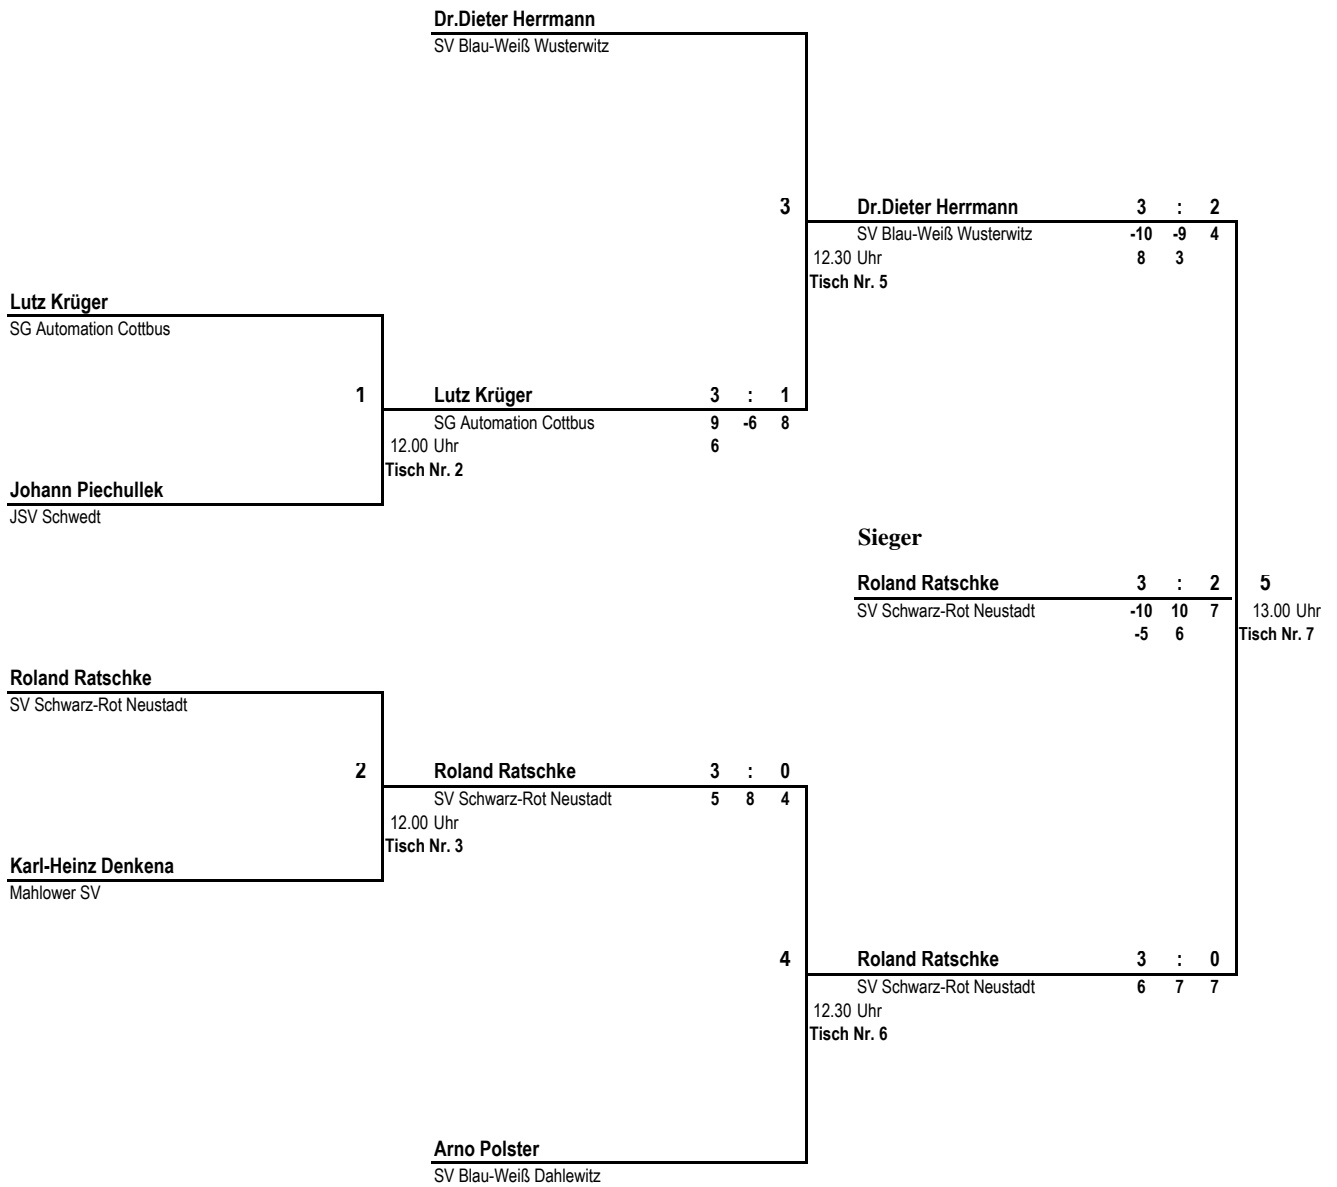 Dr.Dieter Herrmann
SV Blau-Weiß Wusterwitz
3 Dr.Dieter Herrmann 3 : 2
SV Blau-Weiß Wusterwitz -10 -9 4
12.30 Uhr 8 3
Tisch Nr. 5
Lutz Krüger
SG Automation Cottbus
1 Lutz Krüger 3 : 1
SG Automation Cottbus 9 -6 8
12.00 Uhr 6
Tisch Nr. 2
Johann Piechullek
JSV Schwedt
Sieger
Roland Ratschke 3 : 2 5
SV Schwarz-Rot Neustadt -10 10 7 13.00 Uhr
-5 6 Tisch Nr. 7
Roland Ratschke
SV Schwarz-Rot Neustadt
2 Roland Ratschke 3 : 0
SV Schwarz-Rot Neustadt 5 8 4
12.00 Uhr
Tisch Nr. 3
Karl-Heinz Denkena
Mahlower SV
4 Roland Ratschke 3 : 0
SV Schwarz-Rot Neustadt 6 7 7
12.30 Uhr
Tisch Nr. 6
Arno Polster
SV Blau-Weiß Dahlewitz